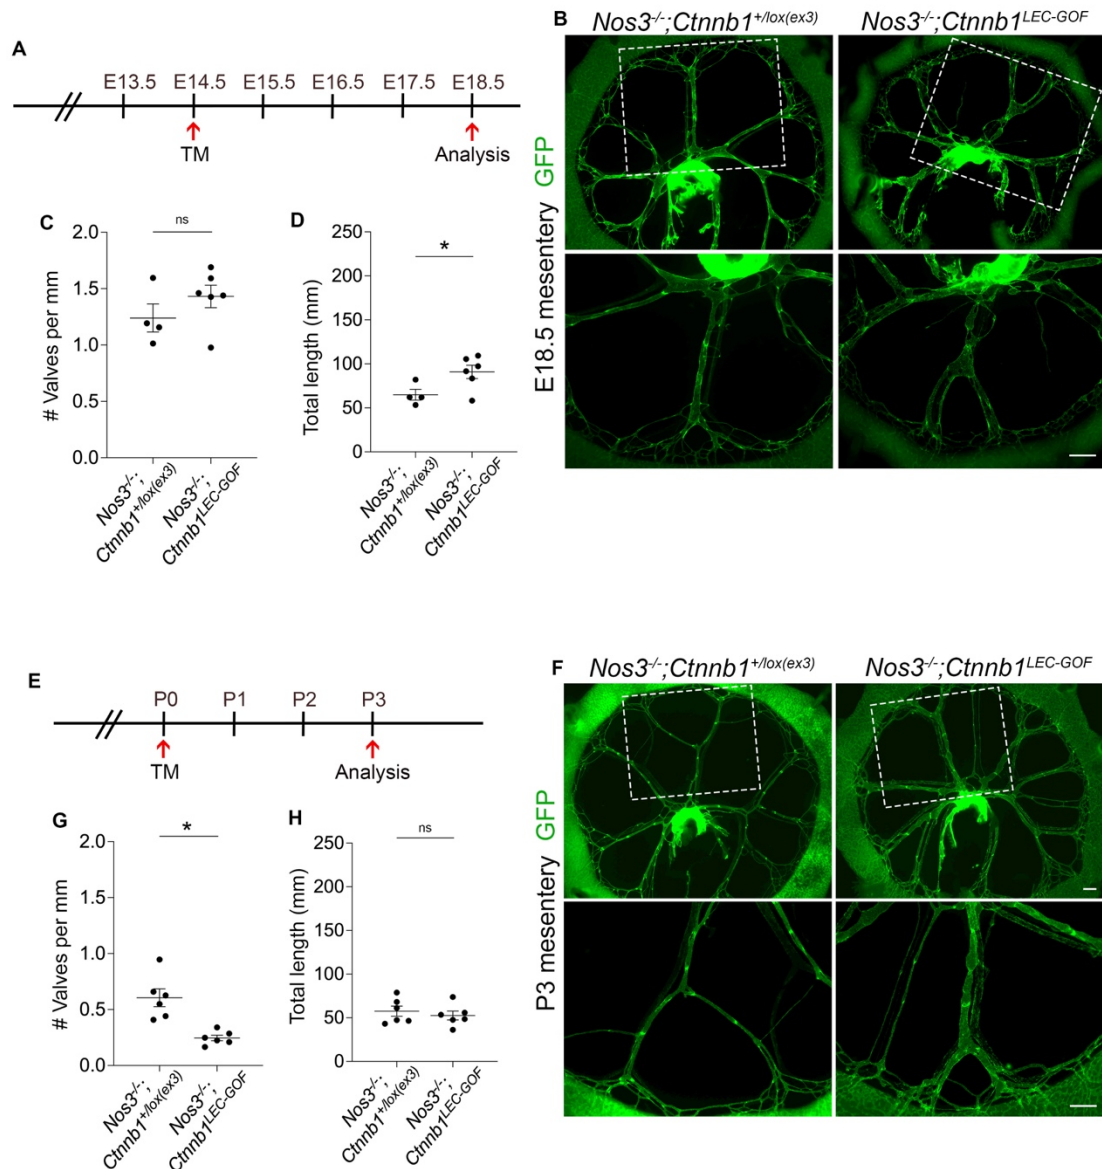 A
E13.5 E14.5 E15.5 E16.5 E17.5 E18.5
TM
Analysis
B
Nos3-/-;Ctnnb1+/lox(ex3)
Nos3-/-;Ctnnb1LEC-GOF
E18.5 mesentery GFP
C
ns
# Valves per mm
2.0
1.5
1.0
0.5
0.0
Nos3-/-;
Ctnnb1+/lox(ex3)
Nos3-/-;
Ctnnb1LEC-GOF
D
*
Total length (mm)
250
200
150
100
50
0
Nos3-/-;
Ctnnb1+/lox(ex3)
Nos3-/-;
Ctnnb1LEC-GOF
E
P0 P1 P2 P3
TM
Analysis
F
Nos3-/-;Ctnnb1+/lox(ex3)
Nos3-/-;Ctnnb1LEC-GOF
P3 mesentery GFP
G
*
# Valves per mm
2.0
1.5
1.0
0.5
0.0
Nos3-/-;
Ctnnb1+/lox(ex3)
Nos3-/-;
Ctnnb1LEC-GOF
H
ns
Total length (mm)
250
200
150
100
50
0
Nos3-/-;
Ctnnb1+/lox(ex3)
Nos3-/-;
Ctnnb1LEC-GOF